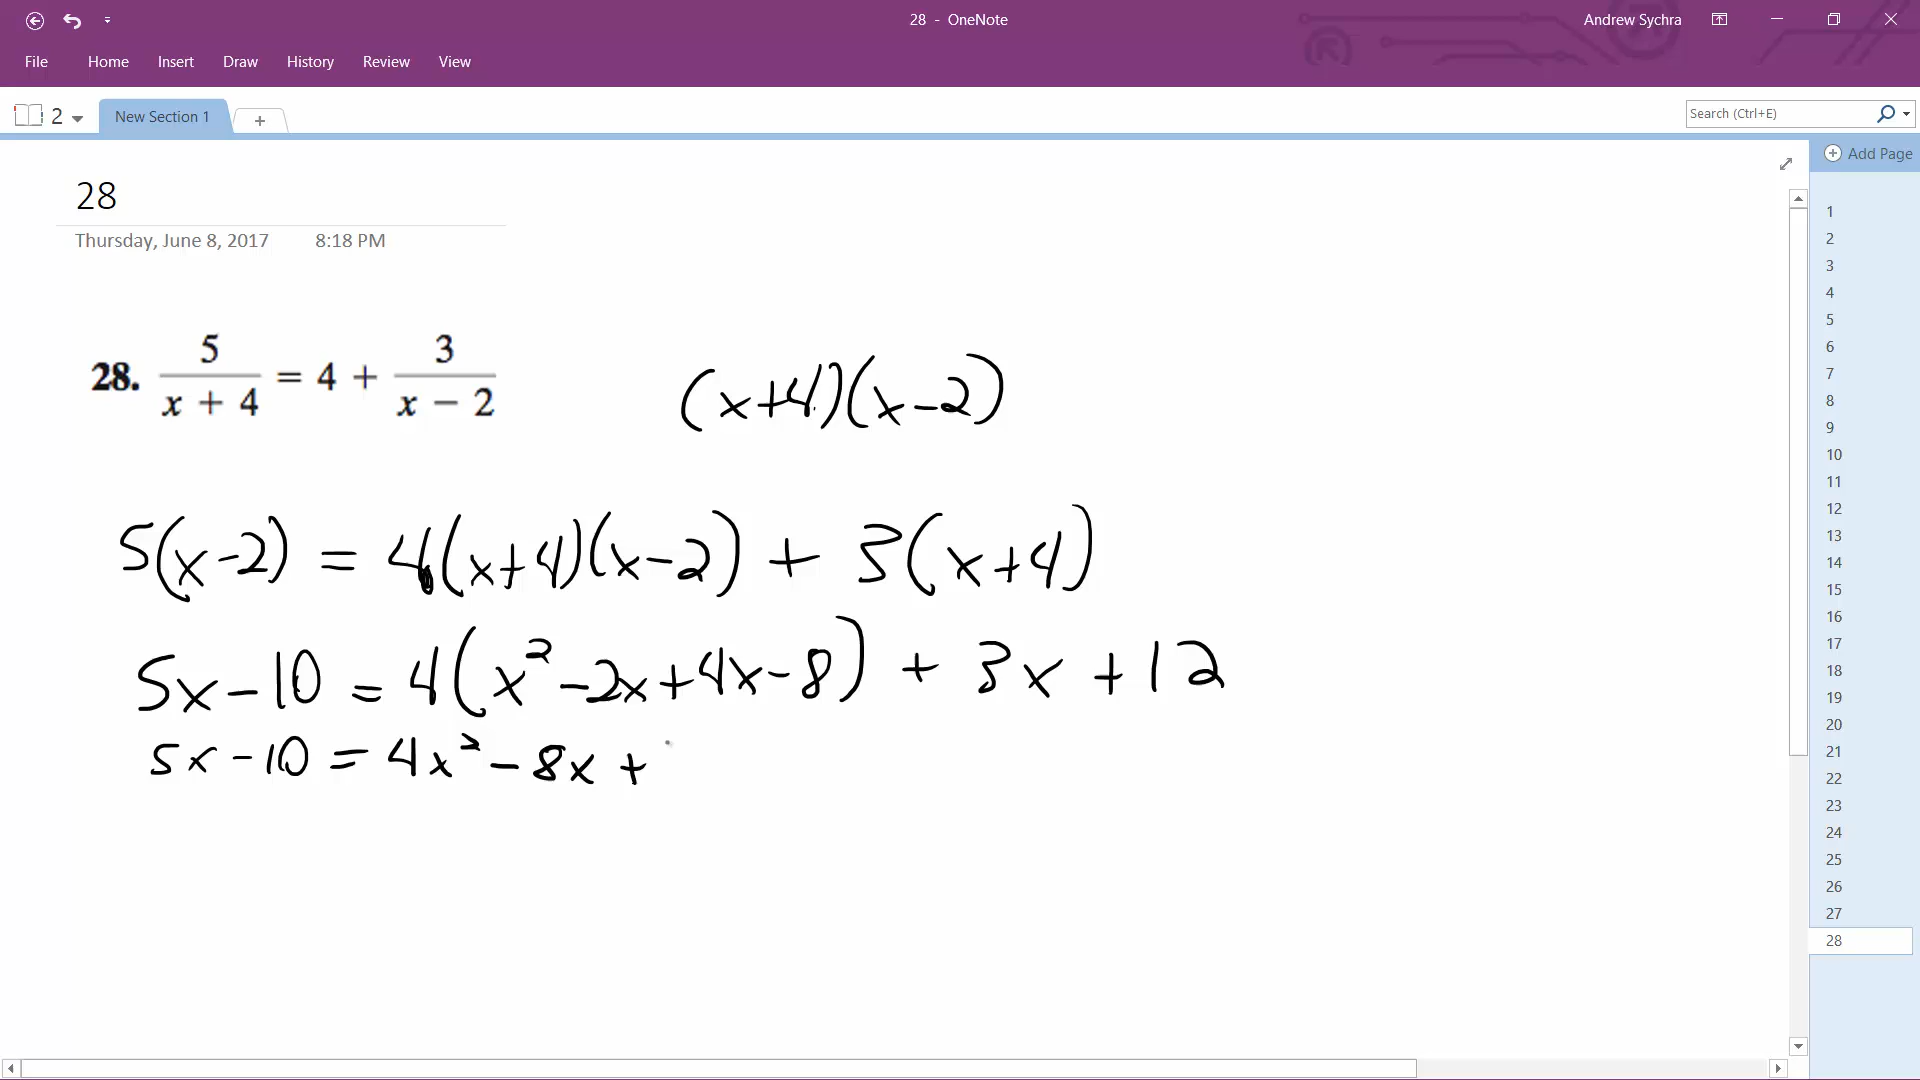 28 - OneNote
Andrew Sychra
File Home Insert Draw History Review View
2 New Section 1 +
Search (Ctrl+E)
Add Page
28
Thursday, June 8, 2017 8:18 PM
28. 5/(x + 4) = 4 + 3/(x − 2)
(x+4)(x-2)
5(x-2) = 4(x+4)(x-2) + 3(x+4)
5x-10 = 4(x²-2x+4x-8) + 3x+12
5x-10 = 4x²-8x+
1
2
3
4
5
6
7
8
9
10
11
12
13
14
15
16
17
18
19
20
21
22
23
24
25
26
27
28